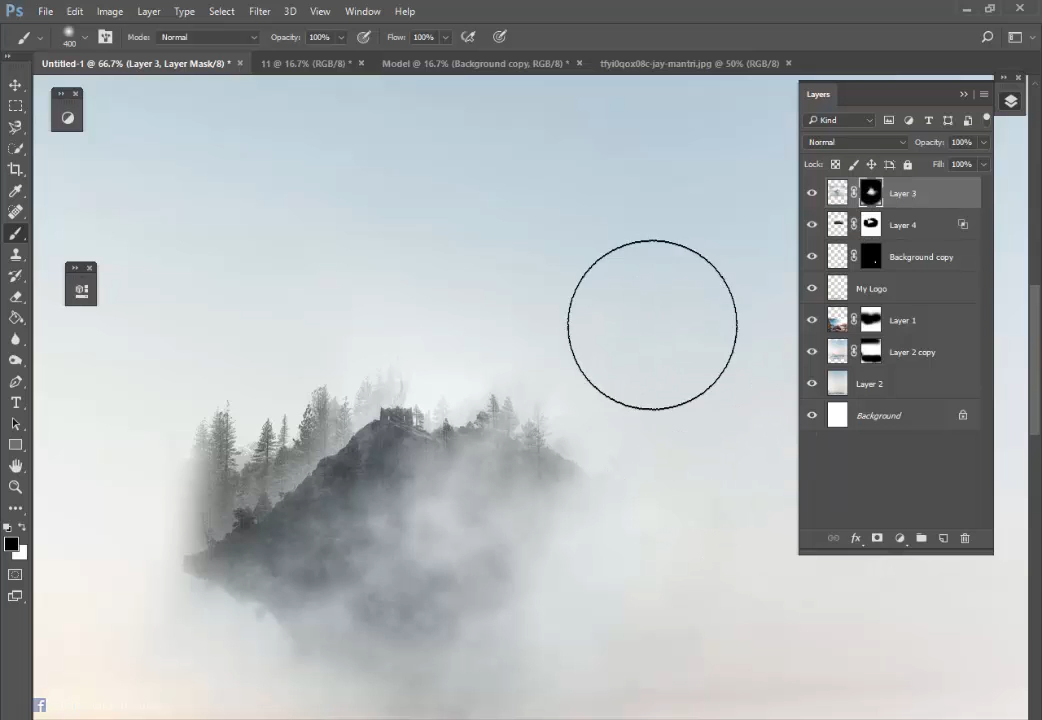 Ps File Edit Image Layer Type Select Filter 3D View Window Help
400 Mode: Normal Opacity: 100% Flow: 100%
Untitled-1 @ 66.7% (Layer 3, Layer Mask/8) * × 11 @ 16.7% (RGB/8) * × Model @ 16.7% (Background copy, RGB/8) * × tfyi0qox08c-jay-mantri.jpg @ 50% (RGB/8) ×
Layers
Kind
Normal Opacity: 100%
Lock: Fill: 100%
Layer 3
Layer 4
Background copy
My Logo
Layer 1
Layer 2 copy
Layer 2
Background
f